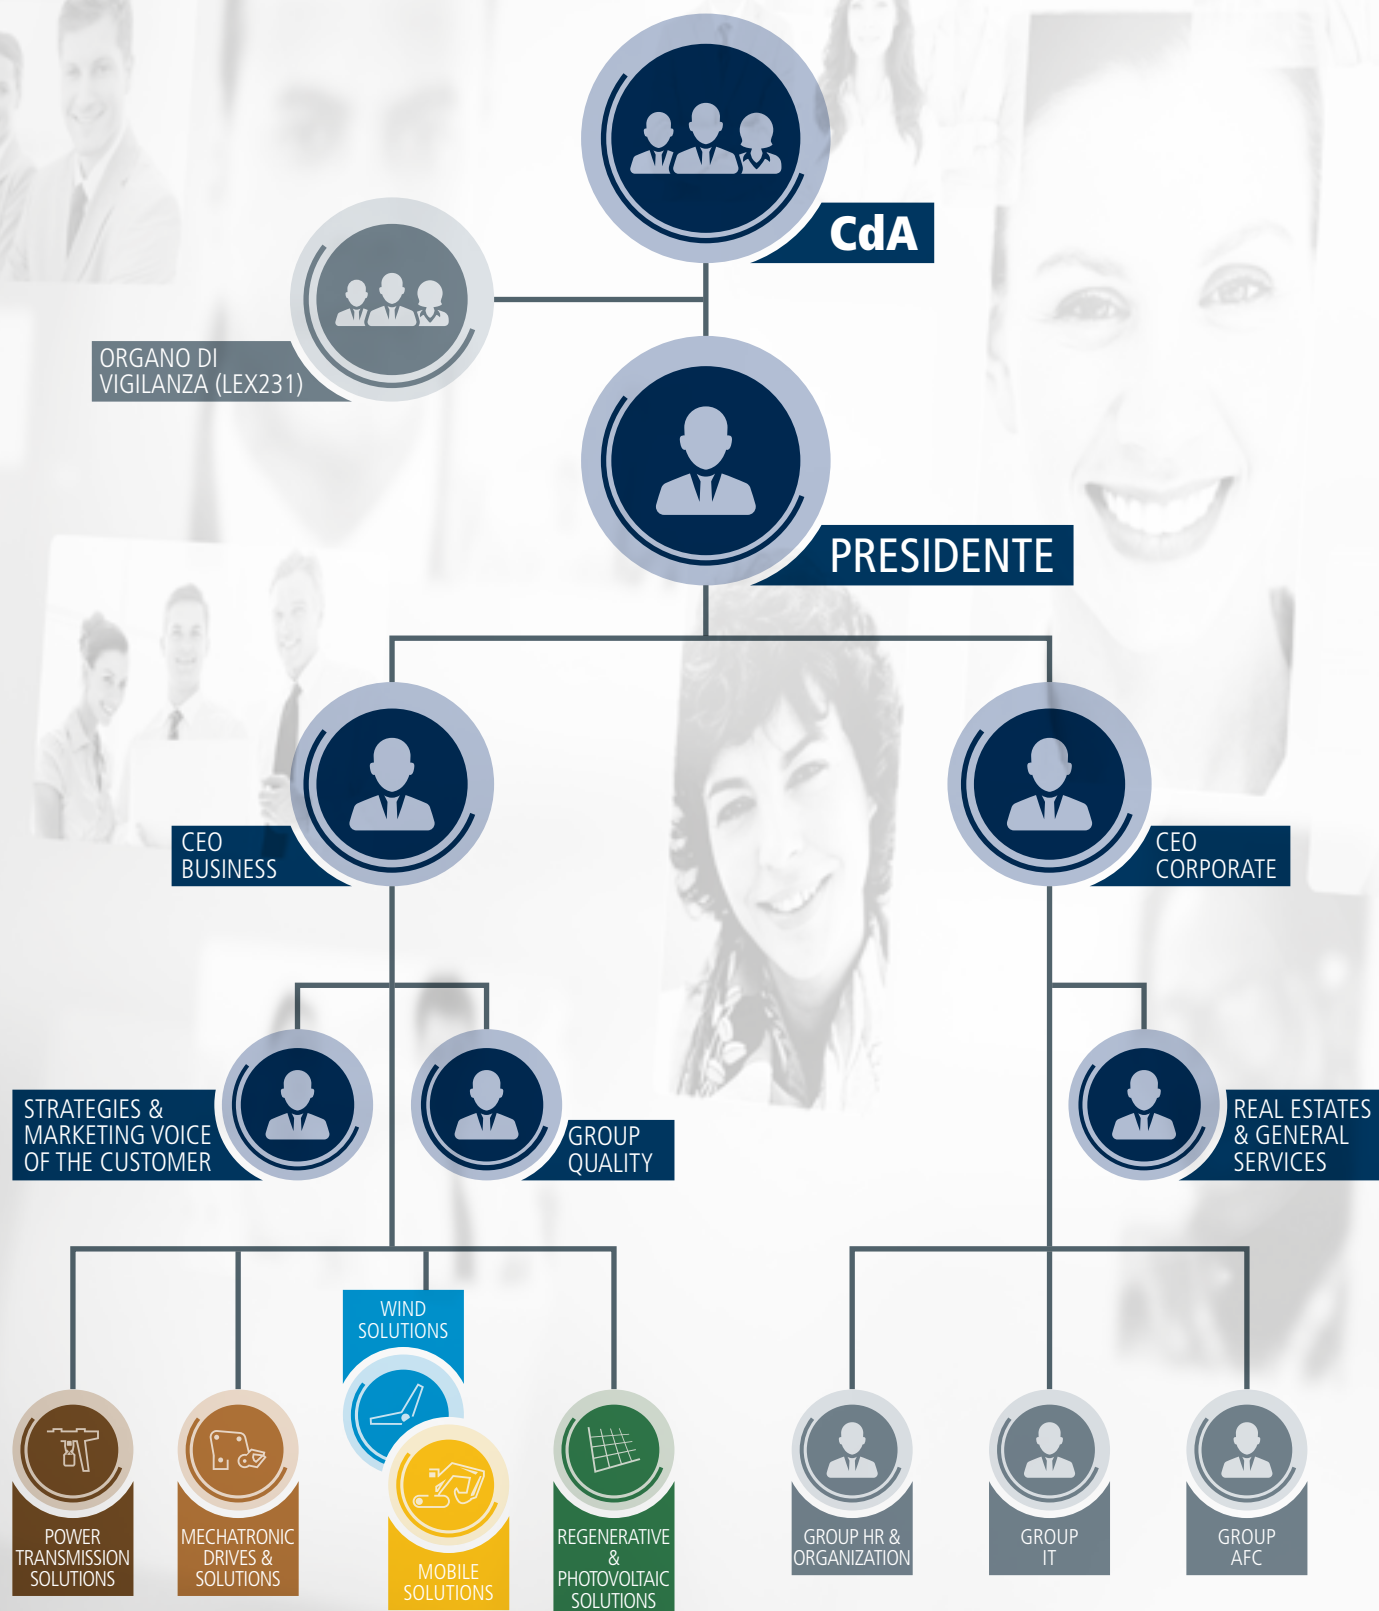 CdA
ORGANO DI
VIGILANZA (LEX231)
PRESIDENTE
CEO
BUSINESS
CEO
CORPORATE
STRATEGIES &
MARKETING VOICE
OF THE CUSTOMER
GROUP
QUALITY
REAL ESTATES
& GENERAL
SERVICES
WIND
SOLUTIONS
POWER
TRANSMISSION
SOLUTIONS
MECHATRONIC
DRIVES &
SOLUTIONS
MOBILE
SOLUTIONS
REGENERATIVE
&
PHOTOVOLTAIC
SOLUTIONS
GROUP HR &
ORGANIZATION
GROUP
IT
GROUP
AFC